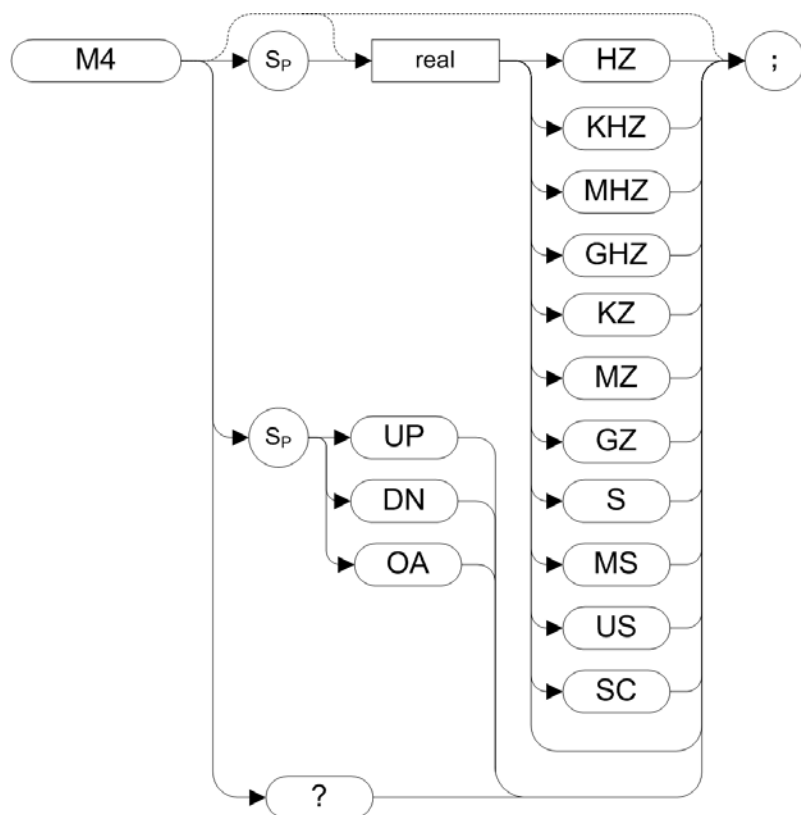 M4 SP real HZ ;
KHZ
MHZ
GHZ
KZ
MZ
SP UP GZ
DN S
OA MS
US
SC
?